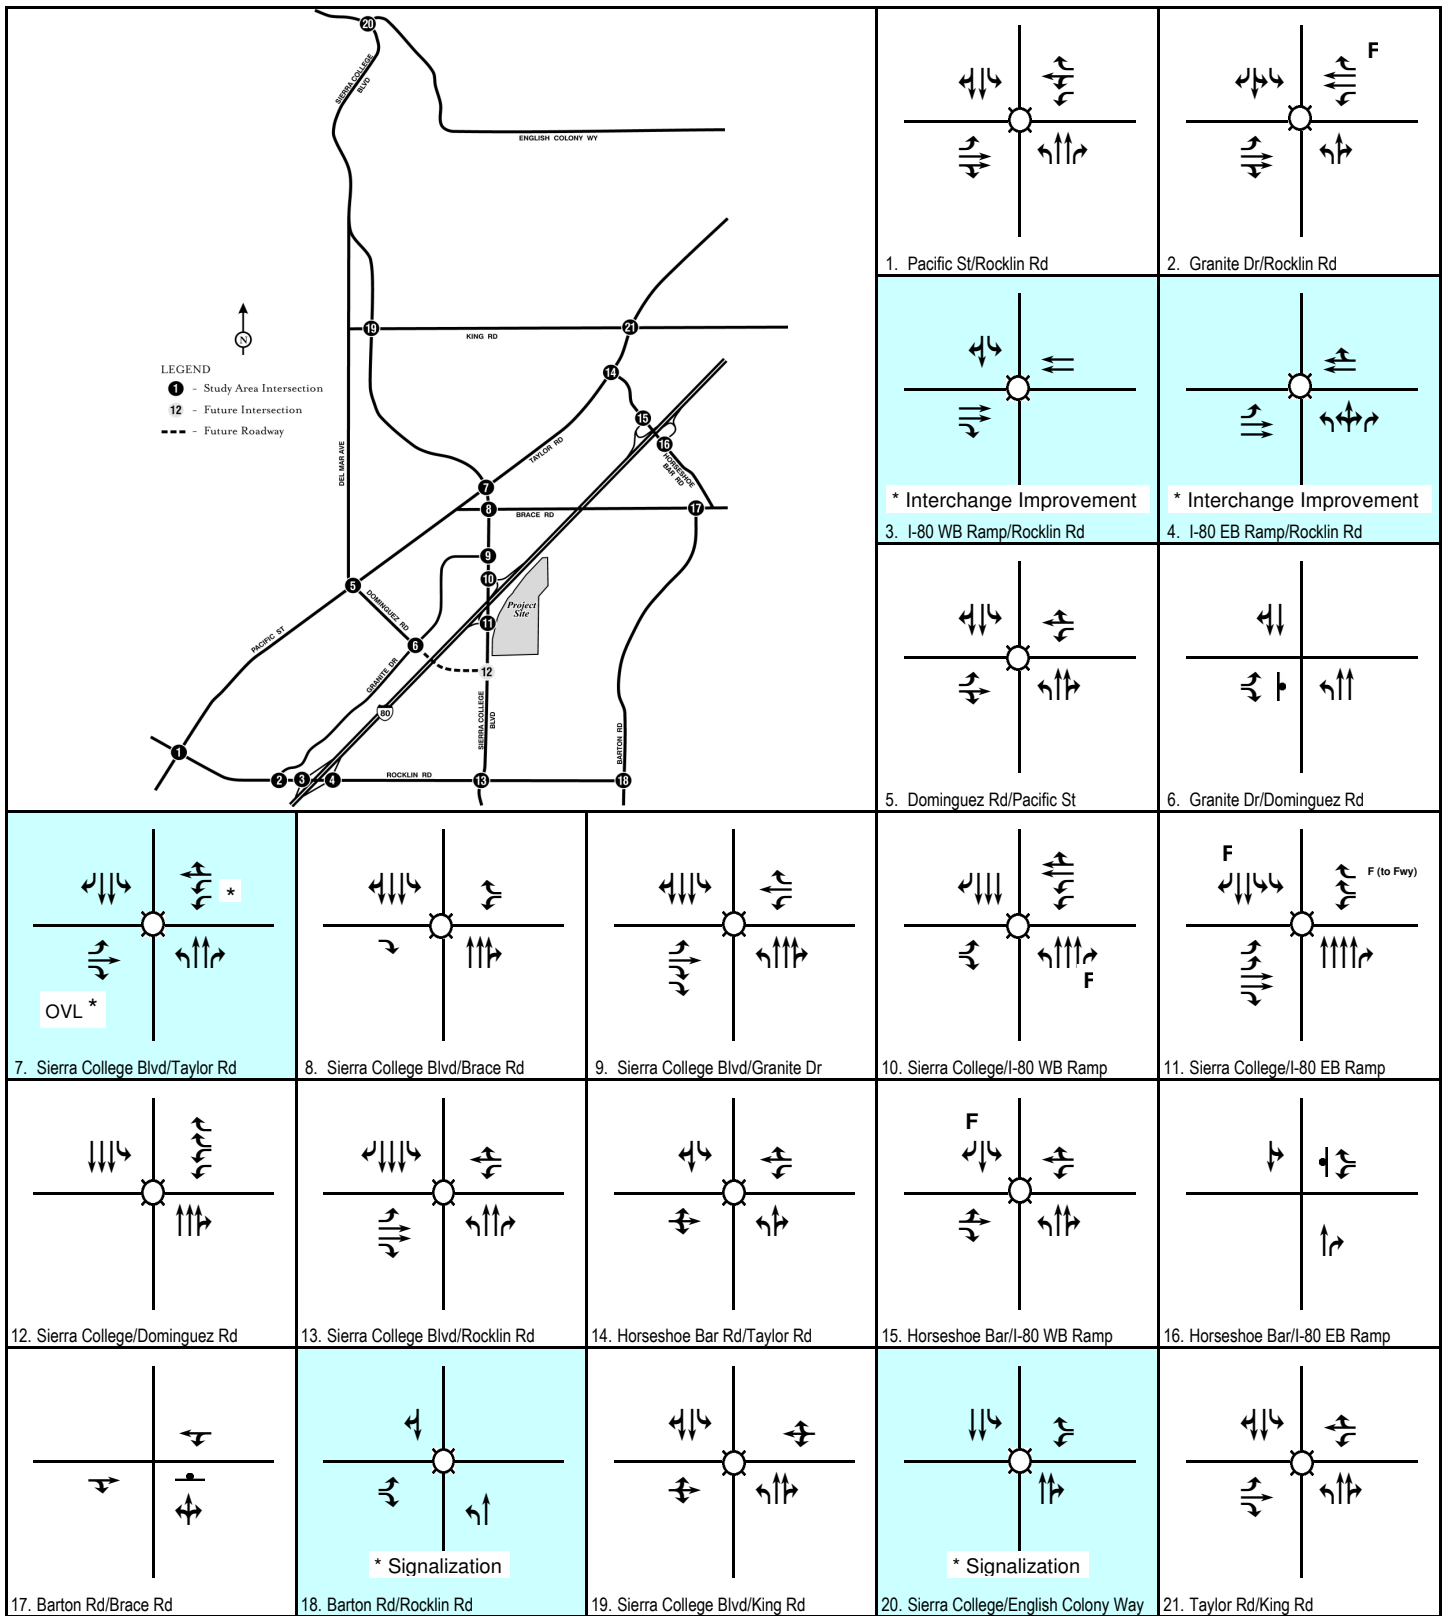 20
SIERRA COLLEGE
BLVD
ENGLISH COLONY WY
N
19
KING RD
21
LEGEND
1 - Study Area Intersection
12 - Future Intersection
- Future Roadway
14
15
16
HORSESHOE
BAR RD
TAYLOR RD
DEL MAR AVE
7
8
BRACE RD
17
9
10
5
DOMINGUEZ RD
Project
Site
11
PACIFIC ST
6
12
GRANITE DR
80
SIERRA COLLEGE
BLVD
BARTON RD
1
2
3
4
ROCKLIN RD
13
18
1. Pacific St/Rocklin Rd
F
2. Granite Dr/Rocklin Rd
* Interchange Improvement
3. I-80 WB Ramp/Rocklin Rd
* Interchange Improvement
4. I-80 EB Ramp/Rocklin Rd
5. Dominguez Rd/Pacific St
6. Granite Dr/Dominguez Rd
*
OVL *
7. Sierra College Blvd/Taylor Rd
8. Sierra College Blvd/Brace Rd
9. Sierra College Blvd/Granite Dr
F
10. Sierra College/I-80 WB Ramp
F
F (to Fwy)
11. Sierra College/I-80 EB Ramp
12. Sierra College/Dominguez Rd
13. Sierra College Blvd/Rocklin Rd
14. Horseshoe Bar Rd/Taylor Rd
F
15. Horseshoe Bar/I-80 WB Ramp
16. Horseshoe Bar/I-80 EB Ramp
17. Barton Rd/Brace Rd
* Signalization
18. Barton Rd/Rocklin Rd
19. Sierra College Blvd/King Rd
* Signalization
20. Sierra College/English Colony Way
21. Taylor Rd/King Rd